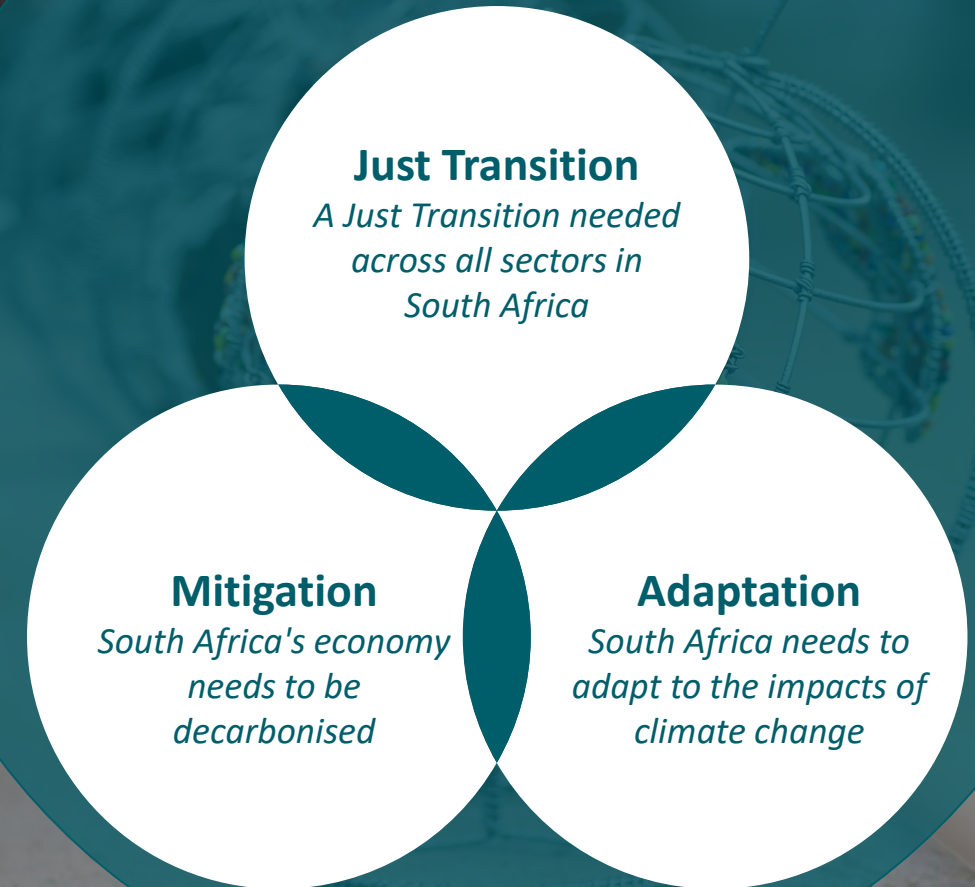 Just Transition
A Just Transition needed
across all sectors in
South Africa
Mitigation
South Africa's economy
needs to be
decarbonised
Adaptation
South Africa needs to
adapt to the impacts of
climate change